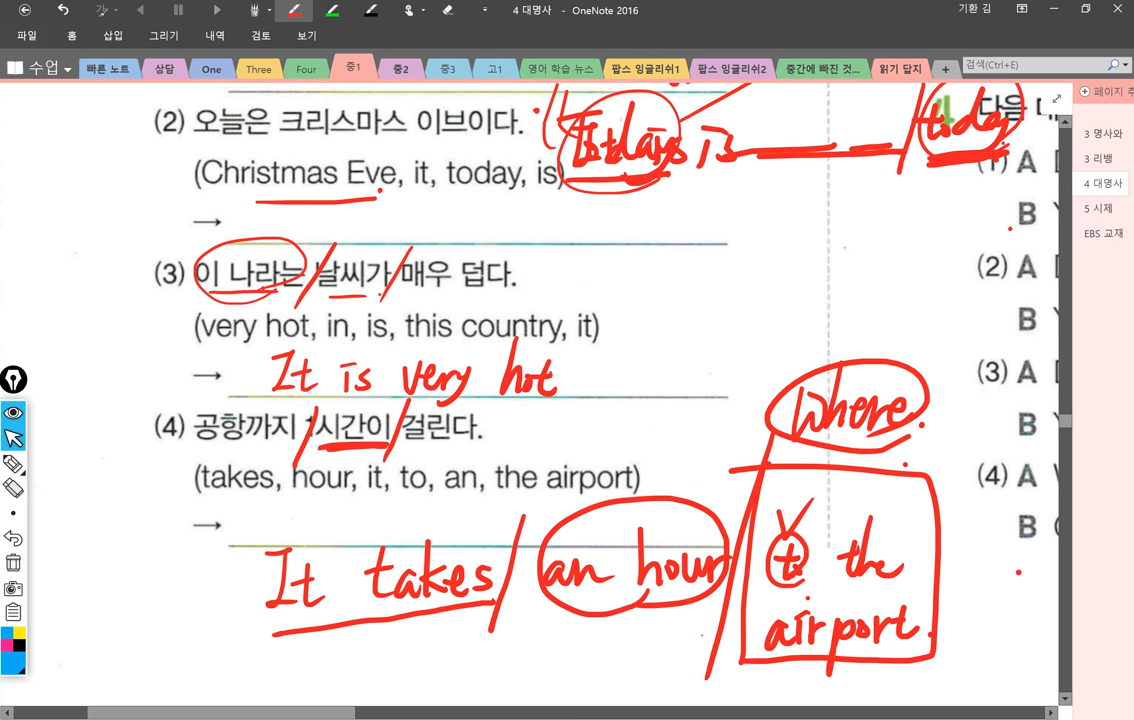 4 대명사 - OneNote 2016
기환 김
파일 홈 삽입 그리기 내역 검토 보기
수업 빠른 노트 상담 One Three Four 중1 중2 중3 고1 영어 학습 뉴스 팝스 잉글리쉬1 팝스 잉글리쉬2 중간에 빠진 것... 읽기 답지 + 검색(Ctrl+E)
페이지 추
3 명사와
3 리뱅
4 대명사
5 시제
EBS 교재
(2) 오늘은 크리스마스 이브이다.
is today
(Christmas Eve, it, today, is)
→
(3) 이 나라는 날씨가 매우 덥다.
(very hot, in, is, this country, it)
→ It is very hot
(4) 공항까지 1시간이 걸린다.
(takes, hour, it, to, an, the airport)
→
where.
It takes an hour to the
airport.
다음 대
(1) A
B
(2) A
B
(3) A
B
(4) A
B